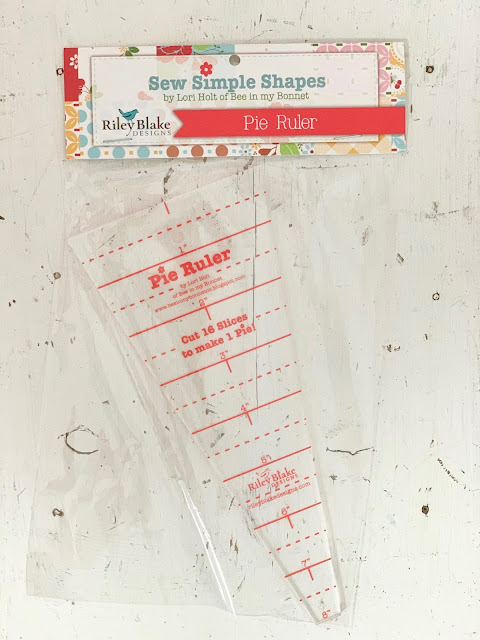 Sew Simple Shapes
by Lori Holt of Bee in my Bonnet
Riley Blake
DESIGNS
Pie Ruler
1"
Pie Ruler
by Lori Holt
of Bee in my Bonnet
2"
Cut 16 Slices
to make 1 Pie!
3"
4"
5"
Riley Blake
DESIGNS
rileyblakedesigns.com
6"
7"
8"